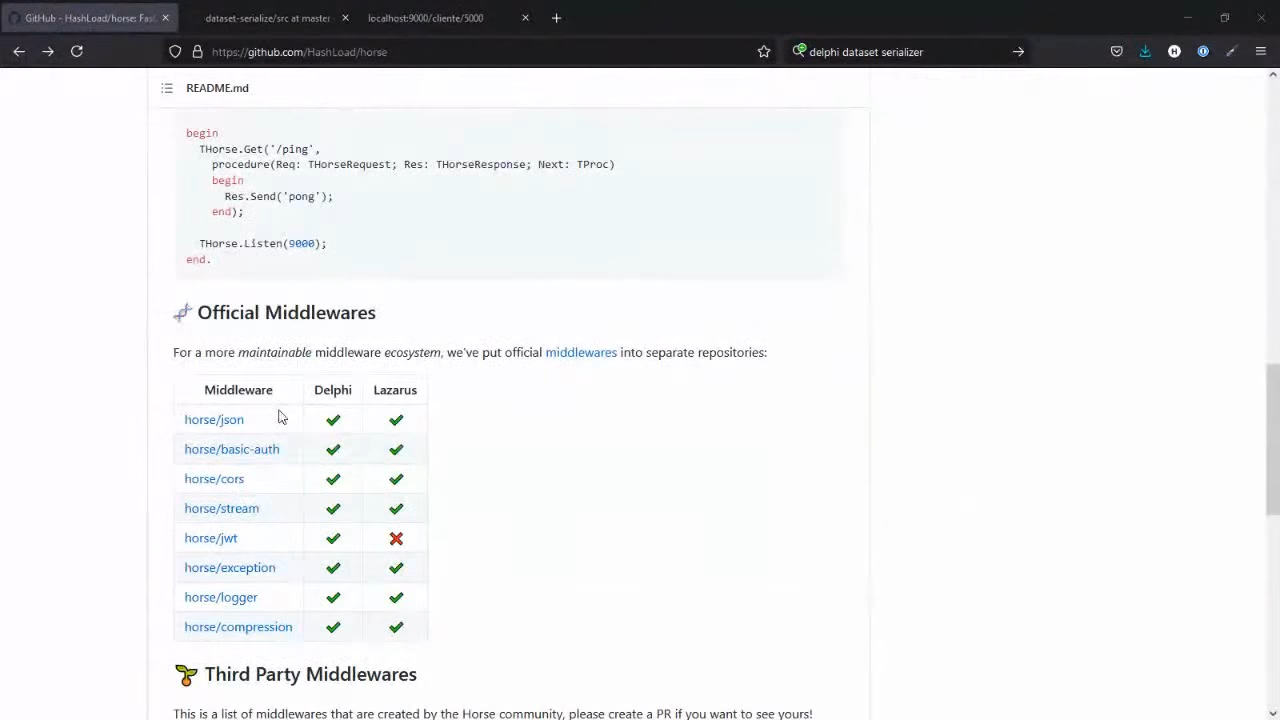 GitHub - HashLoad/horse: Fas
dataset-serialize/src at master
localhost:9000/cliente/5000
https://github.com/HashLoad/horse
delphi dataset serializer
README.md
begin
THorse.Get('/ping',
procedure(Req: THorseRequest; Res: THorseResponse; Next: TProc)
begin
Res.Send('pong');
end);
THorse.Listen(9000);
end.
Official Middlewares
For a more maintainable middleware ecosystem, we've put official middlewares into separate repositories:
Middleware Delphi Lazarus
horse/json
horse/basic-auth
horse/cors
horse/stream
horse/jwt
horse/exception
horse/logger
horse/compression
Third Party Middlewares
This is a list of middlewares that are created by the Horse community, please create a PR if you want to see yours!